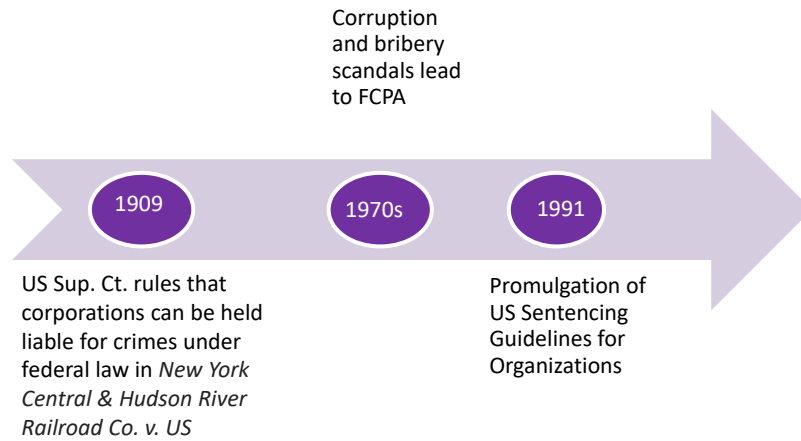 Corruption
and bribery
scandals lead
to FCPA
1909
1970s
1991
US Sup. Ct. rules that
corporations can be held
liable for crimes under
federal law in New York
Central & Hudson River
Railroad Co. v. US
Promulgation of
US Sentencing
Guidelines for
Organizations